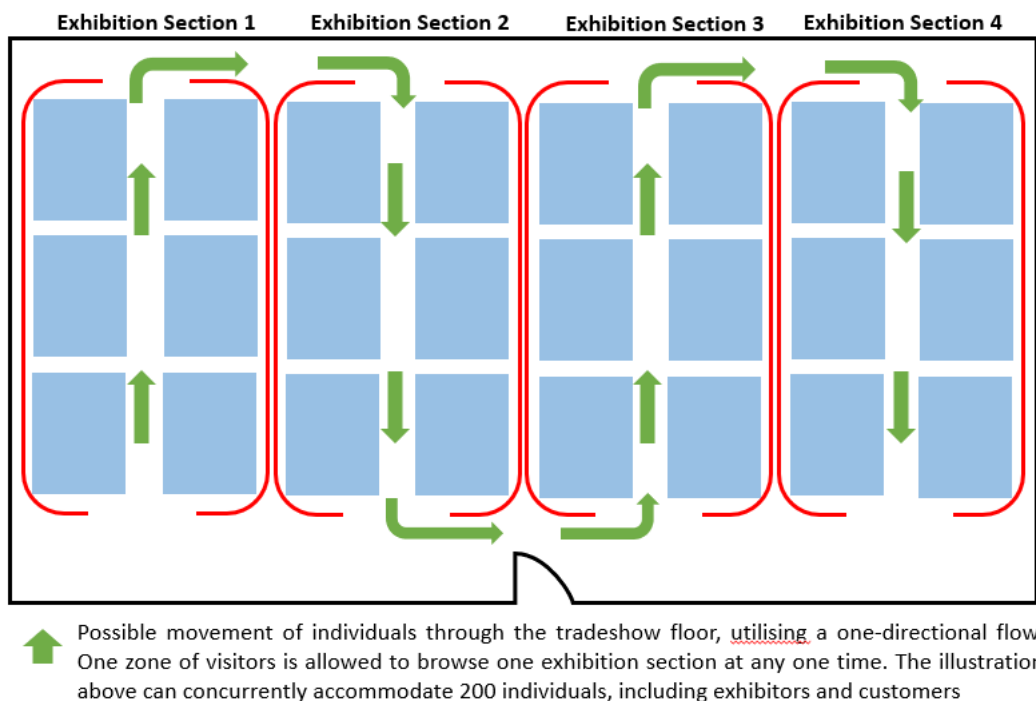 Exhibition Section 1 Exhibition Section 2 Exhibition Section 3 Exhibition Section 4
Possible movement of individuals through the tradeshow floor, utilising a one-directional flow
One zone of visitors is allowed to browse one exhibition section at any one time. The illustration
above can concurrently accommodate 200 individuals, including exhibitors and customers